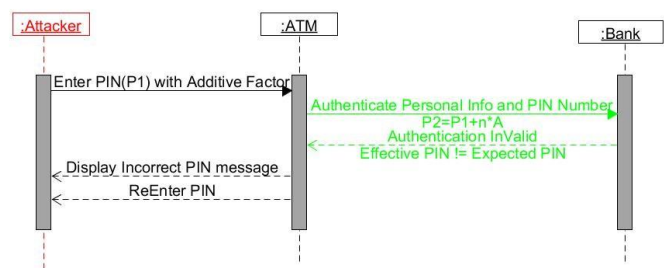 :Attacker
:ATM
:Bank
Enter PIN(P1) with Additive Factor
Authenticate Personal Info and PIN Number
P2=P1+n*A
Authentication InValid
Effective PIN != Expected PIN
Display Incorrect PIN message
ReEnter PIN